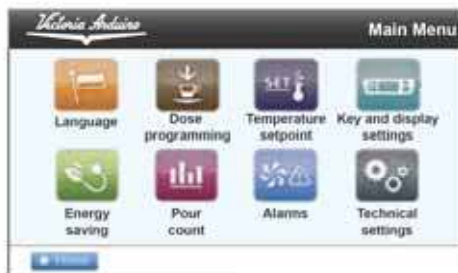 Victoria Arduino
Main Menu
SET
Language
Dose programming
Temperature setpoint
Key and display settings
Energy saving
Pour count
Alarms
Technical settings
Home